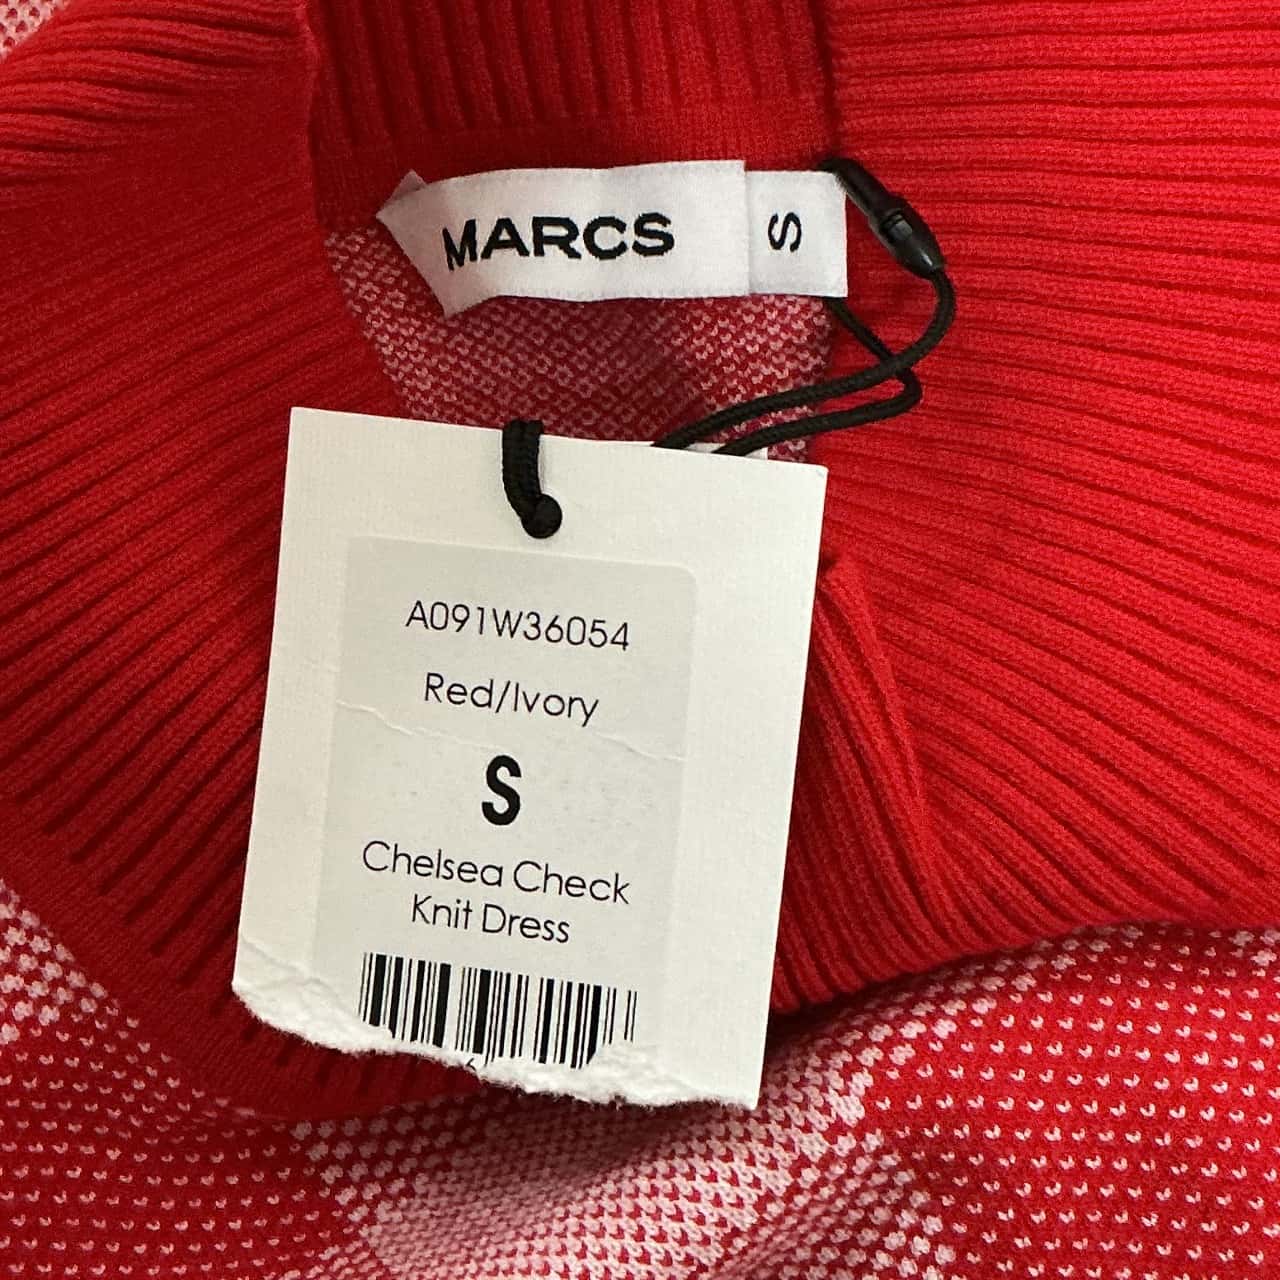 MARCS
S
A091W36054
Red/Ivory
S
Chelsea Check
Knit Dress